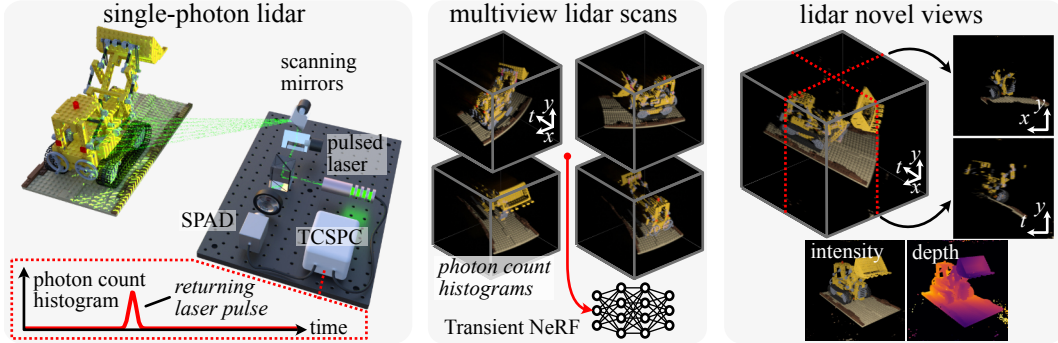 single-photon lidar
scanning
mirrors
pulsed
laser
SPAD
TCSPC
photon count
histogram
returning
laser pulse
time
multiview lidar scans
y
t
x
y
t
x
photon count
histograms
Transient NeRF
lidar novel views
y
t
x
y
x
y
t
intensity
depth